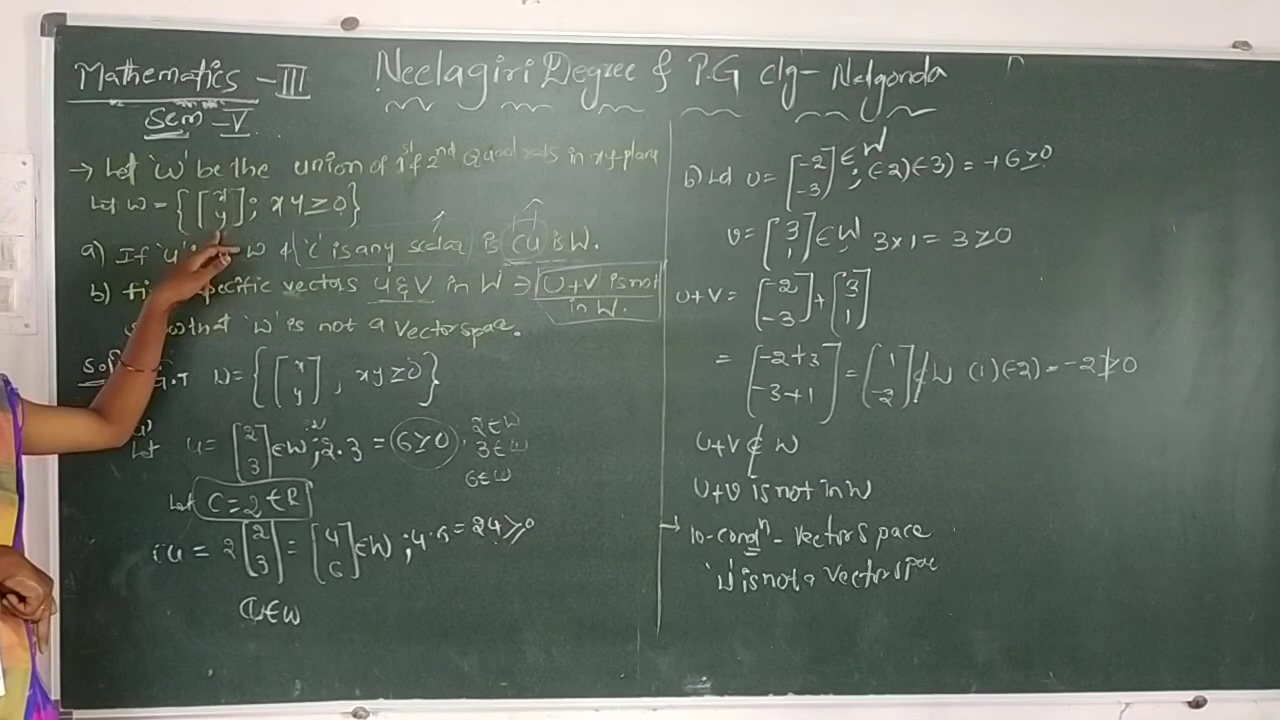 Mathematics - III
Neelagiri Degree & P.G clg - Nalgonda
Sem - V
→ Let 'W' be the union of 1st & 2nd Quadrants in xy-plane
Let W = { [x y] ; xy ≥ 0 }
a) If 'u' W & 'c' is any scalar is cu is W.
b) specific vectors u & v in W ⇒ U+V is not in W.
that 'W' is not a vector space.
G.T W = { [x y] , xy ≥ 0 }
a) Let u = [2 3] ∈ W ; 2·3 = 6 ≥ 0 .
2 ∈ W
3 ∈ W
6 ∈ W
Let C = 2 ∈ R
cu = 2 [2 3] = [4 6] ∈ W ; 4·6 = 24 ≥ 0
CU ∈ W
b) Let U = [-2 -3] ∈ W ; (-2)(-3) = +6 ≥ 0
V = [3 1] ∈ W, 3×1 = 3 ≥ 0
U+V = [-2 -3] + [3 1]
= [-2+3 -3+1] = [1 -2] ∉ W (1)(-2) = -2 ≱ 0
U+V ∉ W
U+V is not in W
→ 10-condn - vector space
'W' is not a vector spac